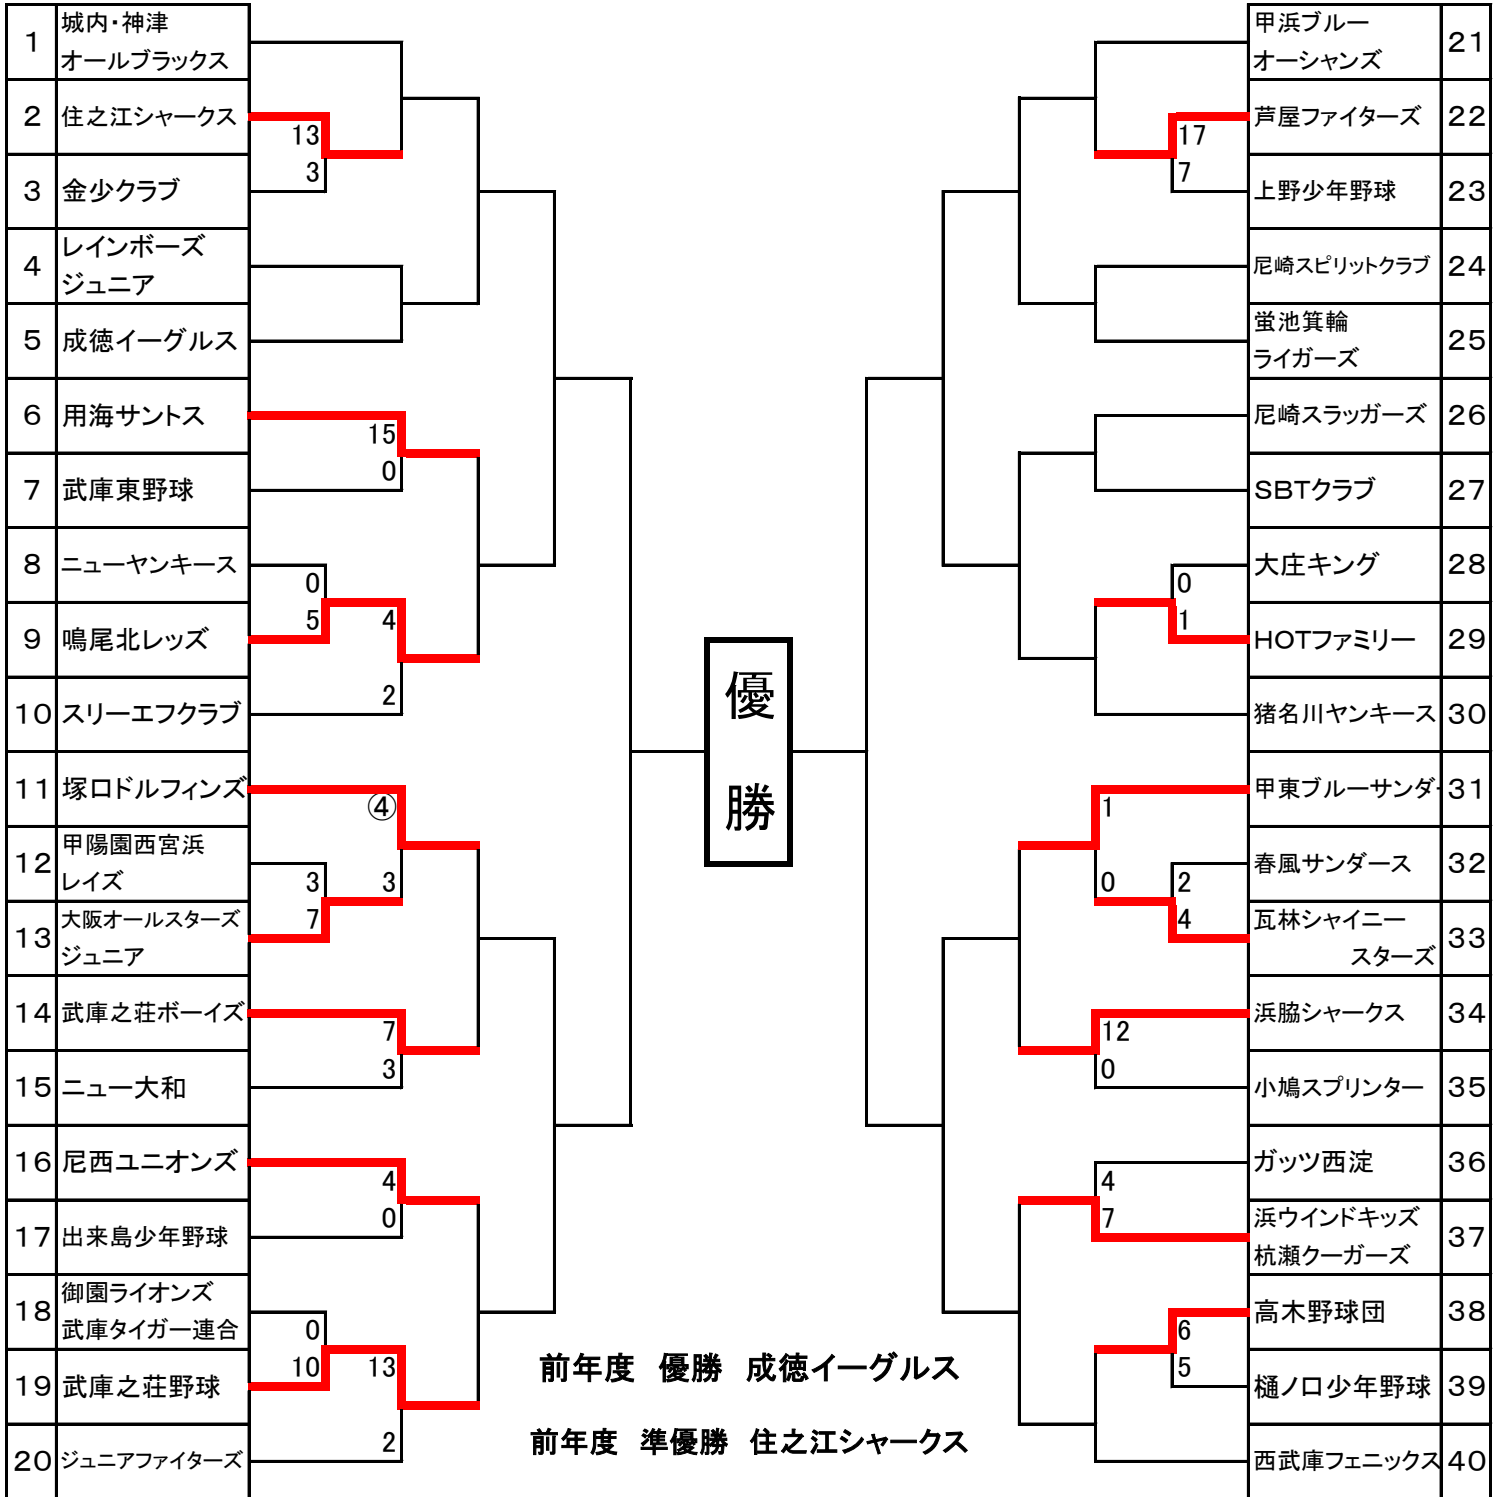 1 城内・神津
オールブラックス
2 住之江シャークス
13
3
3 金少クラブ
4 レインボーズ
ジュニア
5 成徳イーグルス
6 用海サントス
15
0
7 武庫東野球
8 ニューヤンキース
0
5
4
9 鳴尾北レッズ
2
10 スリーエフクラブ
11 塚口ドルフィンズ
④
12 甲陽園西宮浜
レイズ
3
3
7
13 大阪オールスターズ
ジュニア
14 武庫之荘ボーイズ
7
3
15 ニュー大和
16 尼西ユニオンズ
4
0
17 出来島少年野球
18 御園ライオンズ
武庫タイガー連合
0
10
13
19 武庫之荘野球
2
20 ジュニアファイターズ
優
勝
前年度 優勝 成徳イーグルス
前年度 準優勝 住之江シャークス
甲浜ブルー
オーシャンズ 21
芦屋ファイターズ 22
17
7
上野少年野球 23
尼崎スピリットクラブ 24
蛍池箕輪
ライガーズ 25
尼崎スラッガーズ 26
SBTクラブ 27
大庄キング 28
0
1
HOTファミリー 29
猪名川ヤンキース 30
甲東ブルーサンダー 31
1
0
春風サンダース 32
2
4
瓦林シャイニー
スターズ 33
浜脇シャークス 34
12
0
小鳩スプリンター 35
ガッツ西淀 36
4
7
浜ウインドキッズ
杭瀬クーガーズ 37
高木野球団 38
6
5
樋ノ口少年野球 39
西武庫フェニックス 40